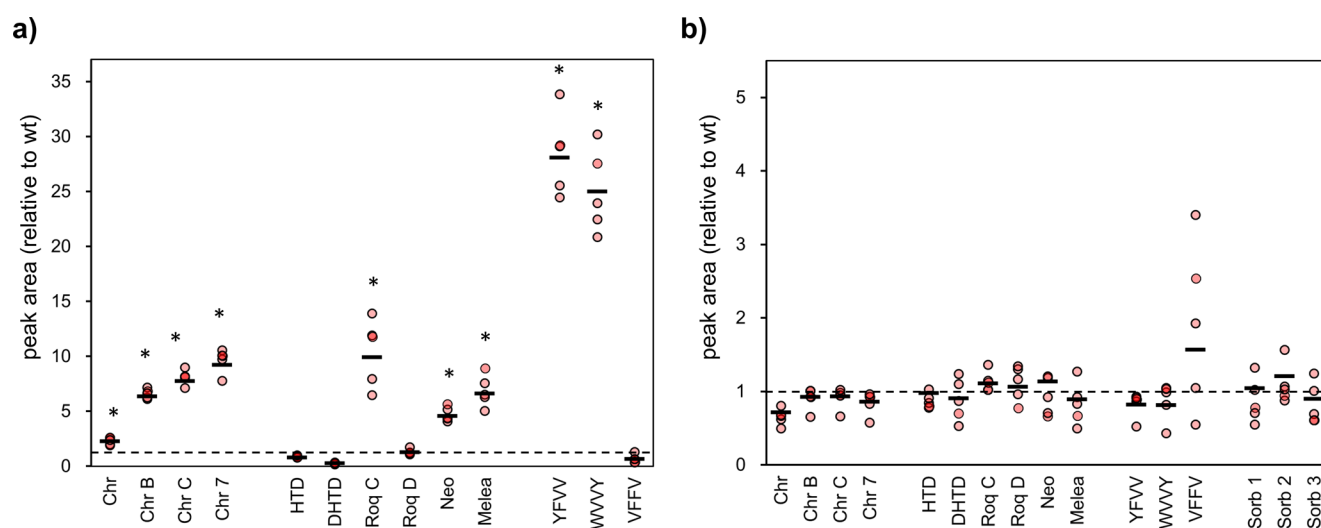 a)
peak area (relative to wt)
35
30
25
20
15
10
5
0
*
*
*
*
*
*
*
*
*
Chr
Chr B
Chr C
Chr 7
HTD
DHTD
Roq C
Roq D
Neo
Melea
YFVV
WVVY
VFFV
b)
peak area (relative to wt)
5
4
3
2
1
0
Chr
Chr B
Chr C
Chr 7
HTD
DHTD
Roq C
Roq D
Neo
Melea
YFVV
WVVY
VFFV
Sorb 1
Sorb 2
Sorb 3